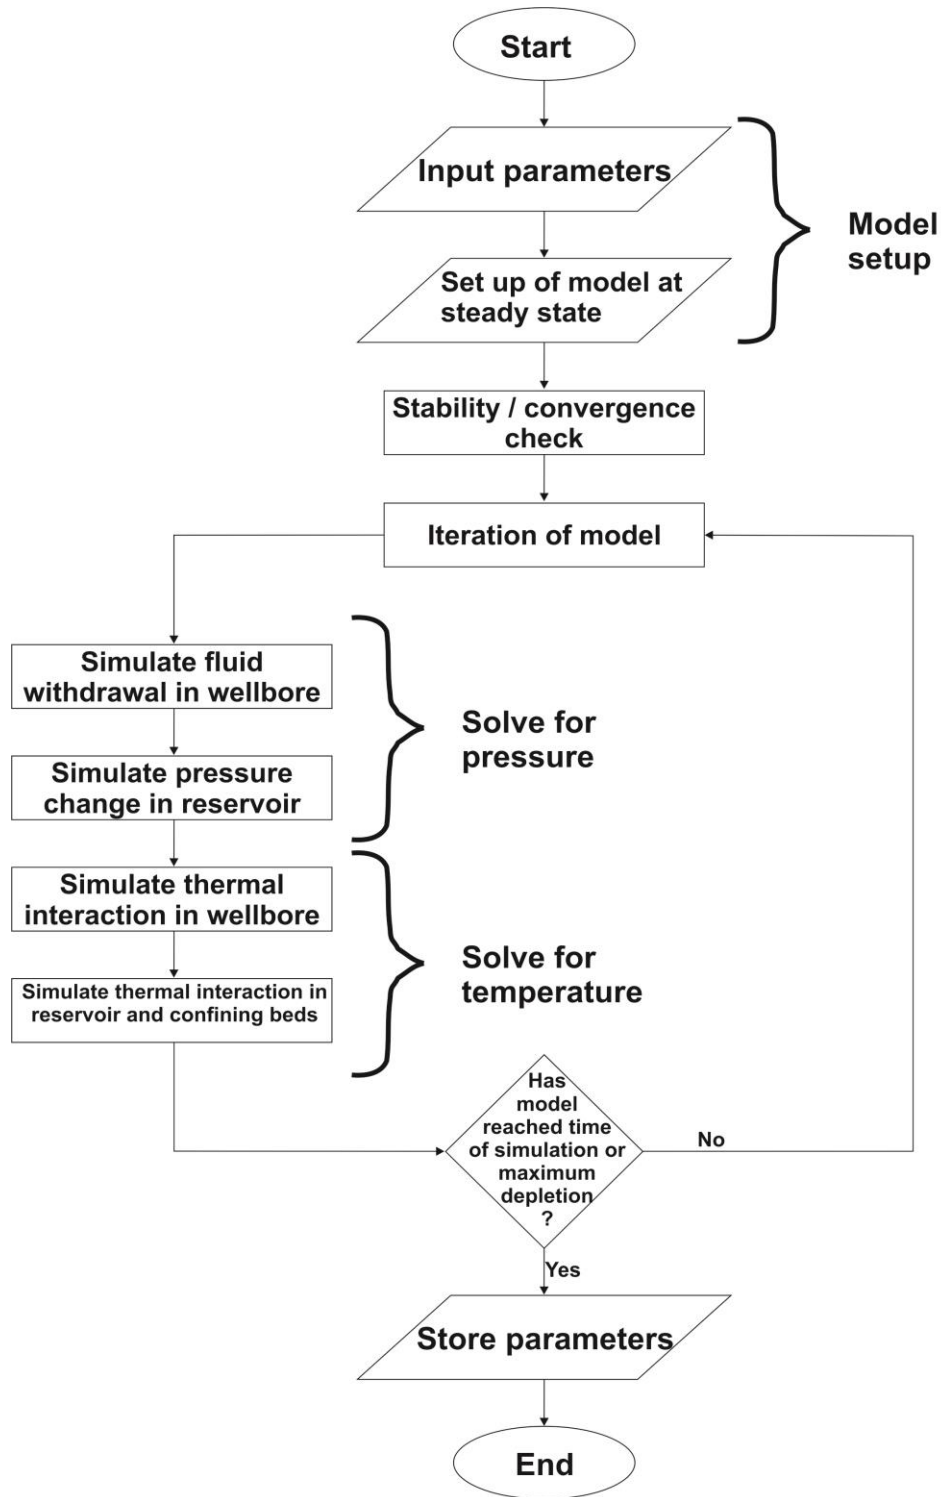 Start
Input parameters
Model
setup
Set up of model at
steady state
Stability / convergence
check
Iteration of model
Simulate fluid
withdrawal in wellbore
Solve for
pressure
Simulate pressure
change in reservoir
Simulate thermal
interaction in wellbore
Solve for
temperature
Simulate thermal interaction in
reservoir and confining beds
Has
model
reached time
of simulation or
maximum
depletion
?
No
Yes
Store parameters
End